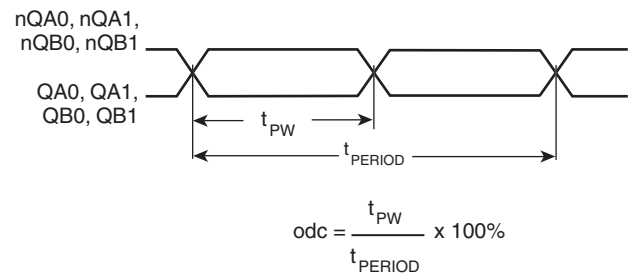 nQA0, nQA1,
nQB0, nQB1
QA0, QA1,
QB0, QB1
tPW
tPERIOD
odc = tPW / tPERIOD x 100%